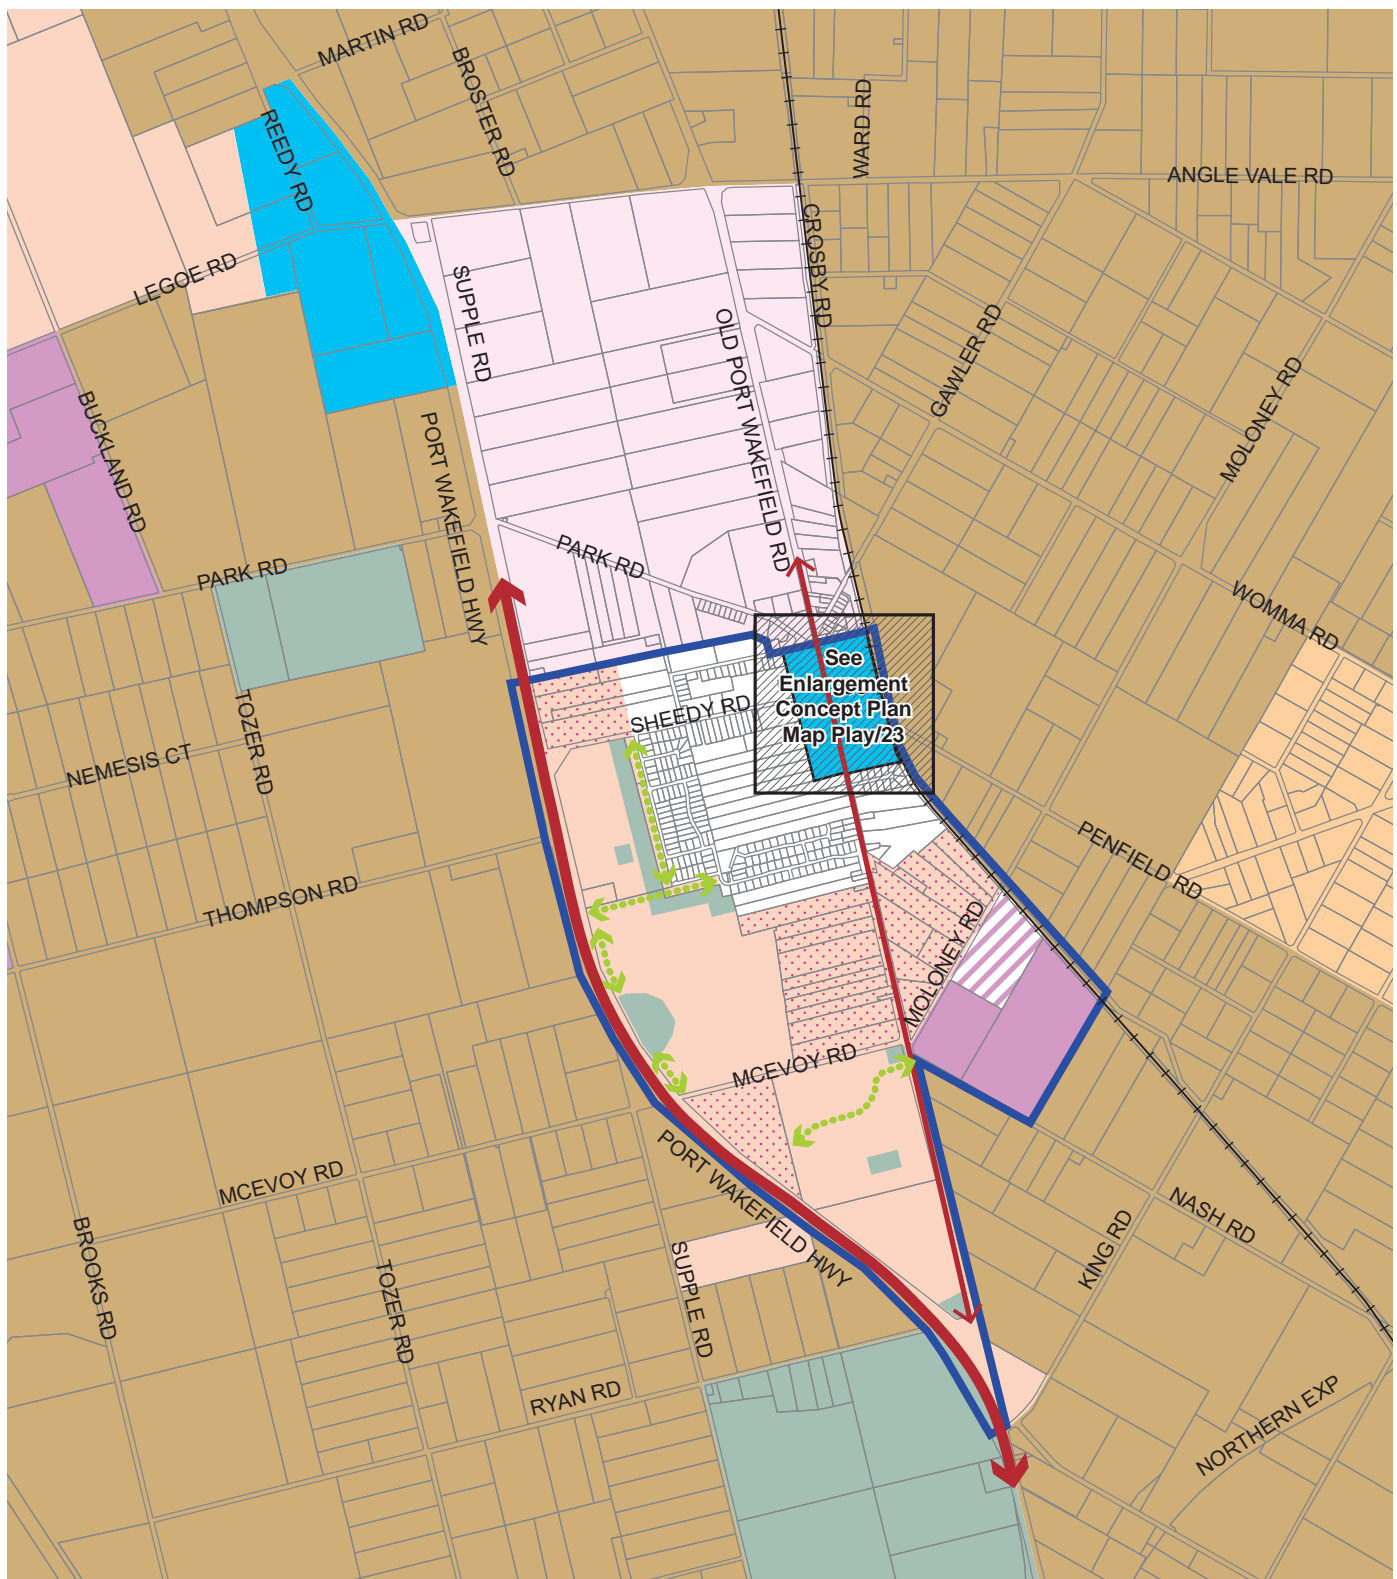 MARTIN RD
BROSTER RD
WARD RD
REEDY RD
ANGLE VALE RD
LEGOE RD
SUPPLE RD
CROSBY RD
OLD PORT WAKEFIELD RD
GAWLER RD
MOLONEY RD
BUCKLAND RD
PORT WAKEFIELD HWY
PARK RD
PARK RD
WOMMA RD
See
Enlargement
Concept Plan
Map Play/23
SHEEDY RD
TOZER RD
NEMESIS CT
PENFIELD RD
THOMPSON RD
MOLONEY RD
MCEVOY RD
MCEVOY RD
PORT WAKEFIELD HWY
NASH RD
KING RD
BROOKS RD
TOZER RD
SUPPLE RD
RYAN RD
NORTHERN EXP